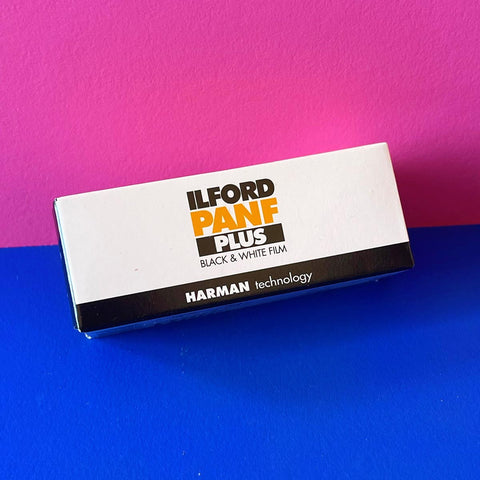 ILFORD
PANF
PLUS
BLACK & WHITE FILM
HARMAN technology